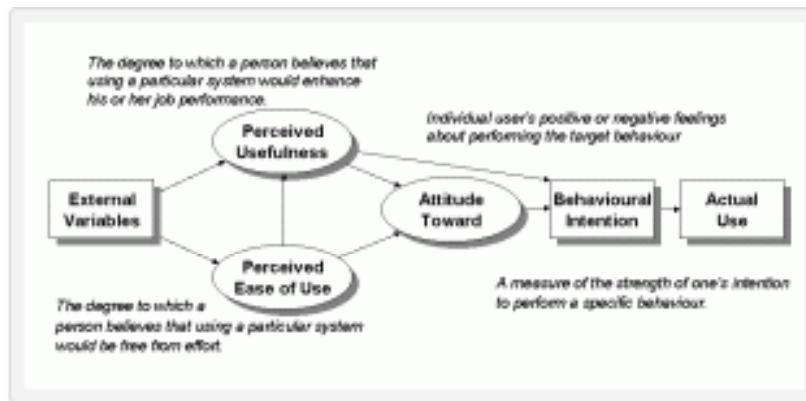 The degree to which a person believes that
using a particular system would enhance
his or her job performance.
Individual user's positive or negative feelings
about performing the target behaviour
Perceived
Usefulness
External
Variables
Attitude
Toward
Behavioural
Intention
Actual
Use
Perceived
Ease of Use
A measure of the strength of one's intention
to perform a specific behaviour.
The degree to which a
person believes that using a particular system
would be free from effort.